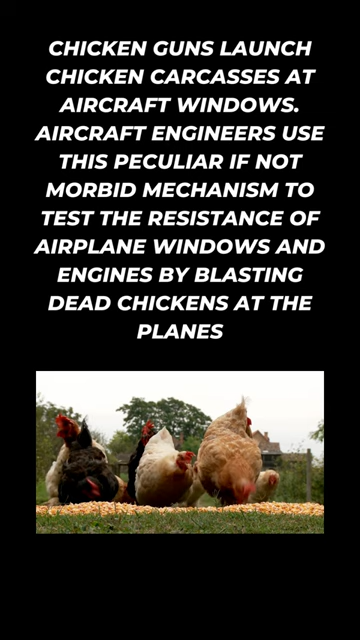 CHICKEN GUNS LAUNCH
CHICKEN CARCASSES AT
AIRCRAFT WINDOWS.
AIRCRAFT ENGINEERS USE
THIS PECULIAR IF NOT
MORBID MECHANISM TO
TEST THE RESISTANCE OF
AIRPLANE WINDOWS AND
ENGINES BY BLASTING
DEAD CHICKENS AT THE
PLANES